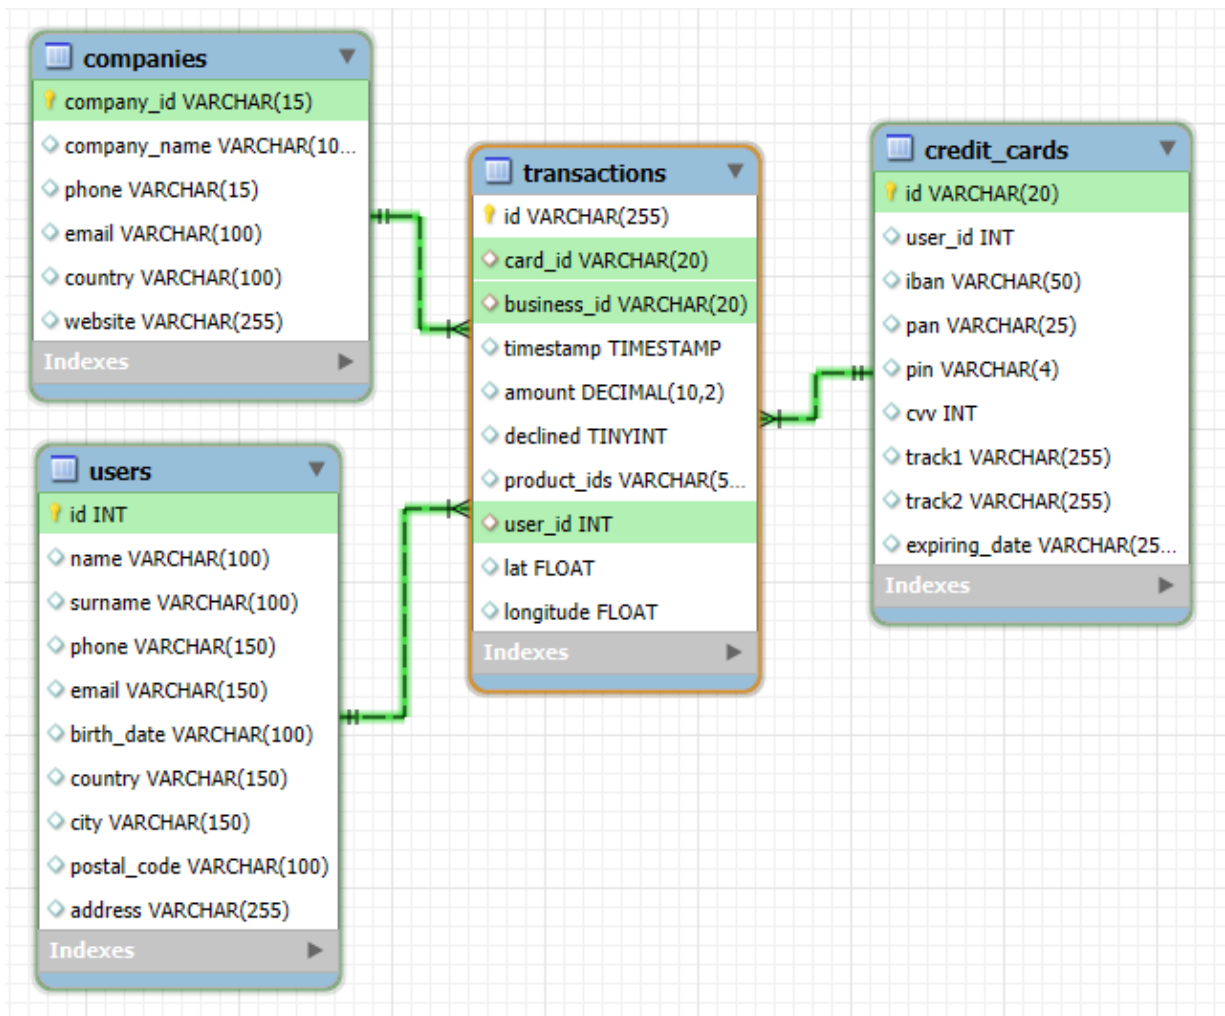 companies
company_id VARCHAR(15)
company_name VARCHAR(10...
phone VARCHAR(15)
email VARCHAR(100)
country VARCHAR(100)
website VARCHAR(255)
Indexes
users
id INT
name VARCHAR(100)
surname VARCHAR(100)
phone VARCHAR(150)
email VARCHAR(150)
birth_date VARCHAR(100)
country VARCHAR(150)
city VARCHAR(150)
postal_code VARCHAR(100)
address VARCHAR(255)
Indexes
transactions
id VARCHAR(255)
card_id VARCHAR(20)
business_id VARCHAR(20)
timestamp TIMESTAMP
amount DECIMAL(10,2)
declined TINYINT
product_ids VARCHAR(5...
user_id INT
lat FLOAT
longitude FLOAT
Indexes
credit_cards
id VARCHAR(20)
user_id INT
iban VARCHAR(50)
pan VARCHAR(25)
pin VARCHAR(4)
cvv INT
track1 VARCHAR(255)
track2 VARCHAR(255)
expiring_date VARCHAR(25...
Indexes